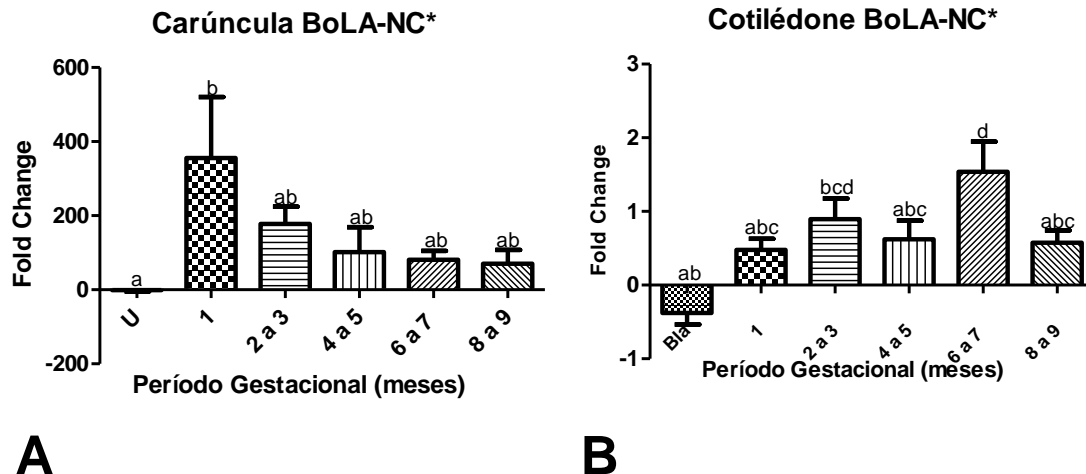 Carúncula BoLA-NC*
Fold Change
600
400
200
0
-200
a
b
ab
ab
ab
ab
U
1
2 a 3
4 a 5
6 a 7
8 a 9
Período Gestacional (meses)
A
Cotilédone BoLA-NC*
Fold Change
3
2
1
0
-1
ab
abc
bcd
abc
d
abc
Bla
1
2 a 3
4 a 5
6 a 7
8 a 9
Período Gestacional (meses)
B